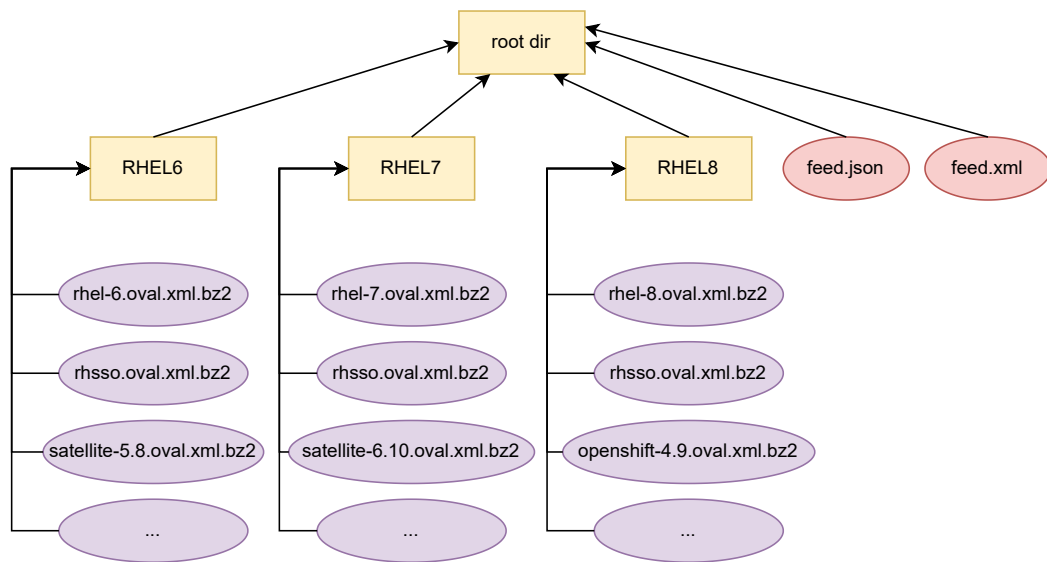 root dir
RHEL6
RHEL7
RHEL8
feed.json
feed.xml
rhel-6.oval.xml.bz2
rhel-7.oval.xml.bz2
rhel-8.oval.xml.bz2
rhsso.oval.xml.bz2
rhsso.oval.xml.bz2
rhsso.oval.xml.bz2
satellite-5.8.oval.xml.bz2
satellite-6.10.oval.xml.bz2
openshift-4.9.oval.xml.bz2
...
...
...